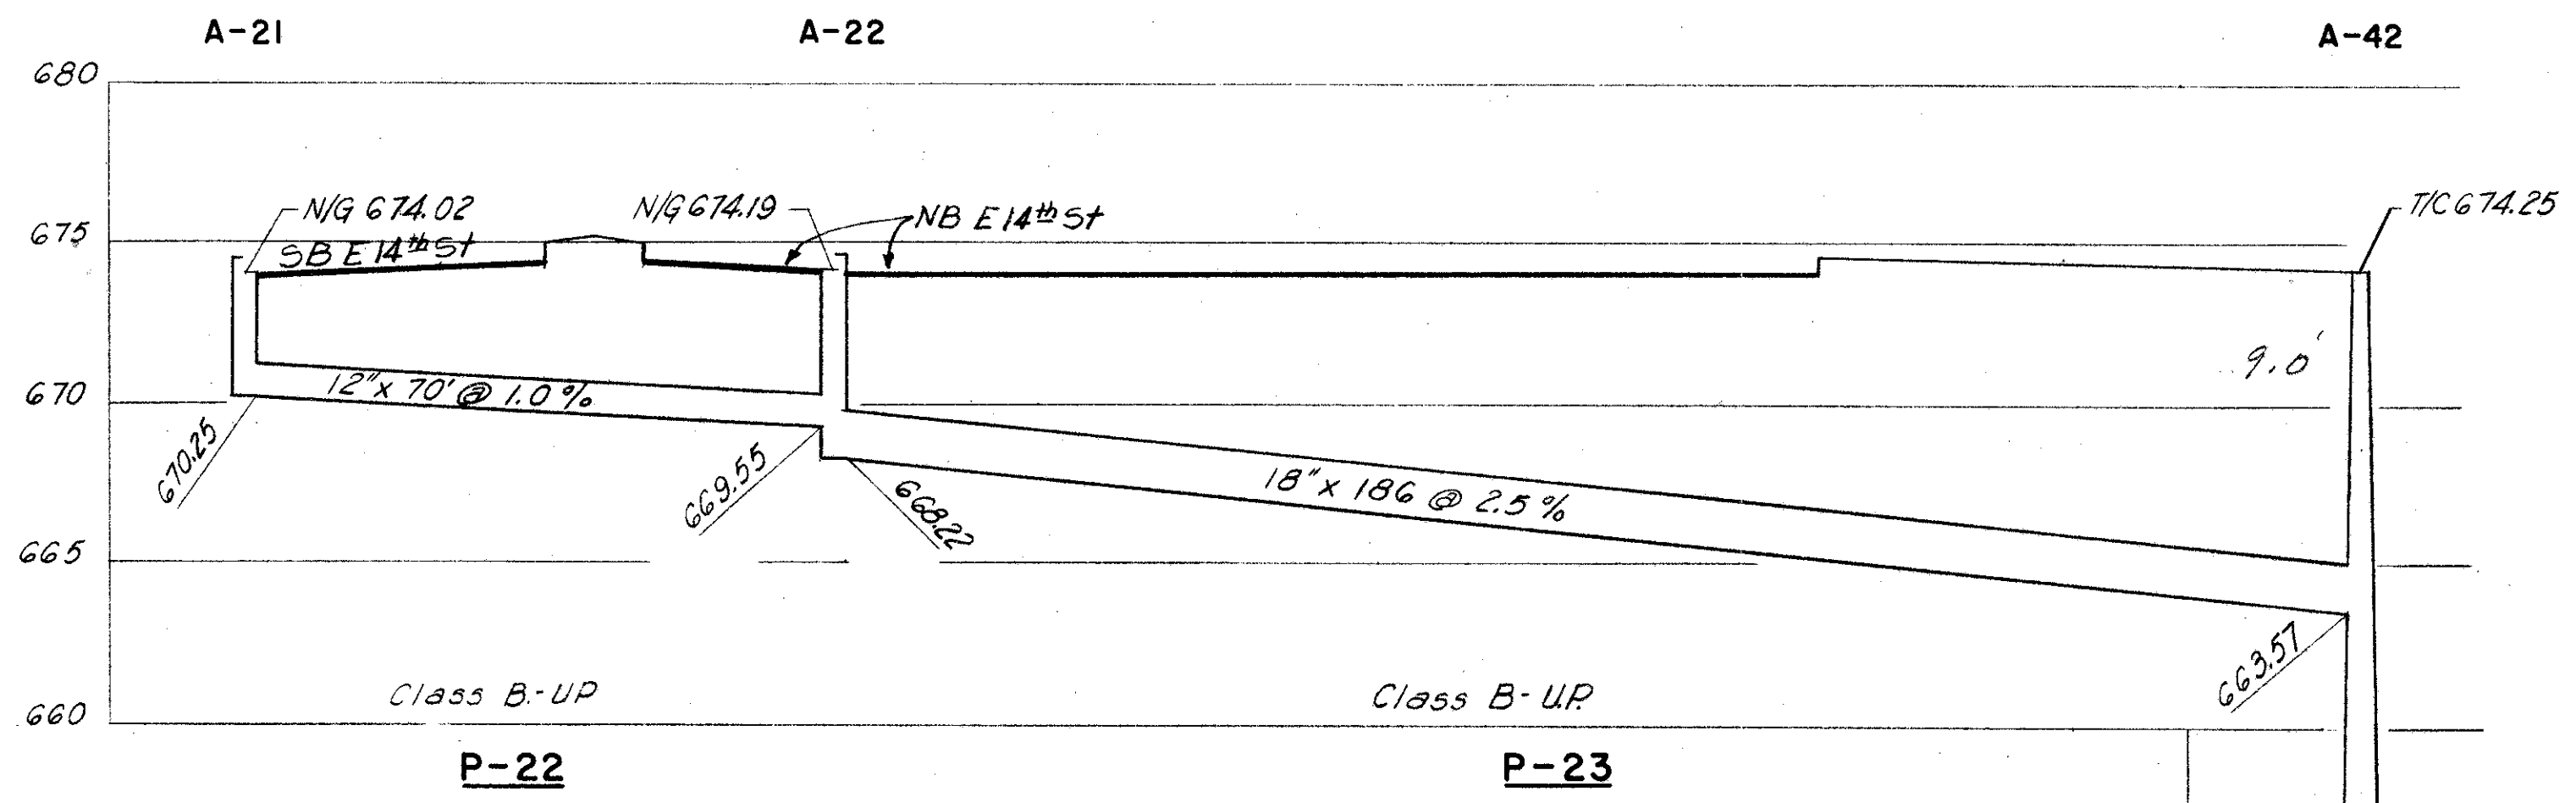 A-21
A-22
A-42
680
N/G 674.02
N/G 674.19
NB E 14th St
T/C 674.25
675
SB E 14th St
9.0'
670
12" x 70' @ 1.0 %
670.25
669.55
668.22
18" x 186 @ 2.5 %
665
663.57
Class B.-UP
Class B-U.P.
660
P-22
P-23